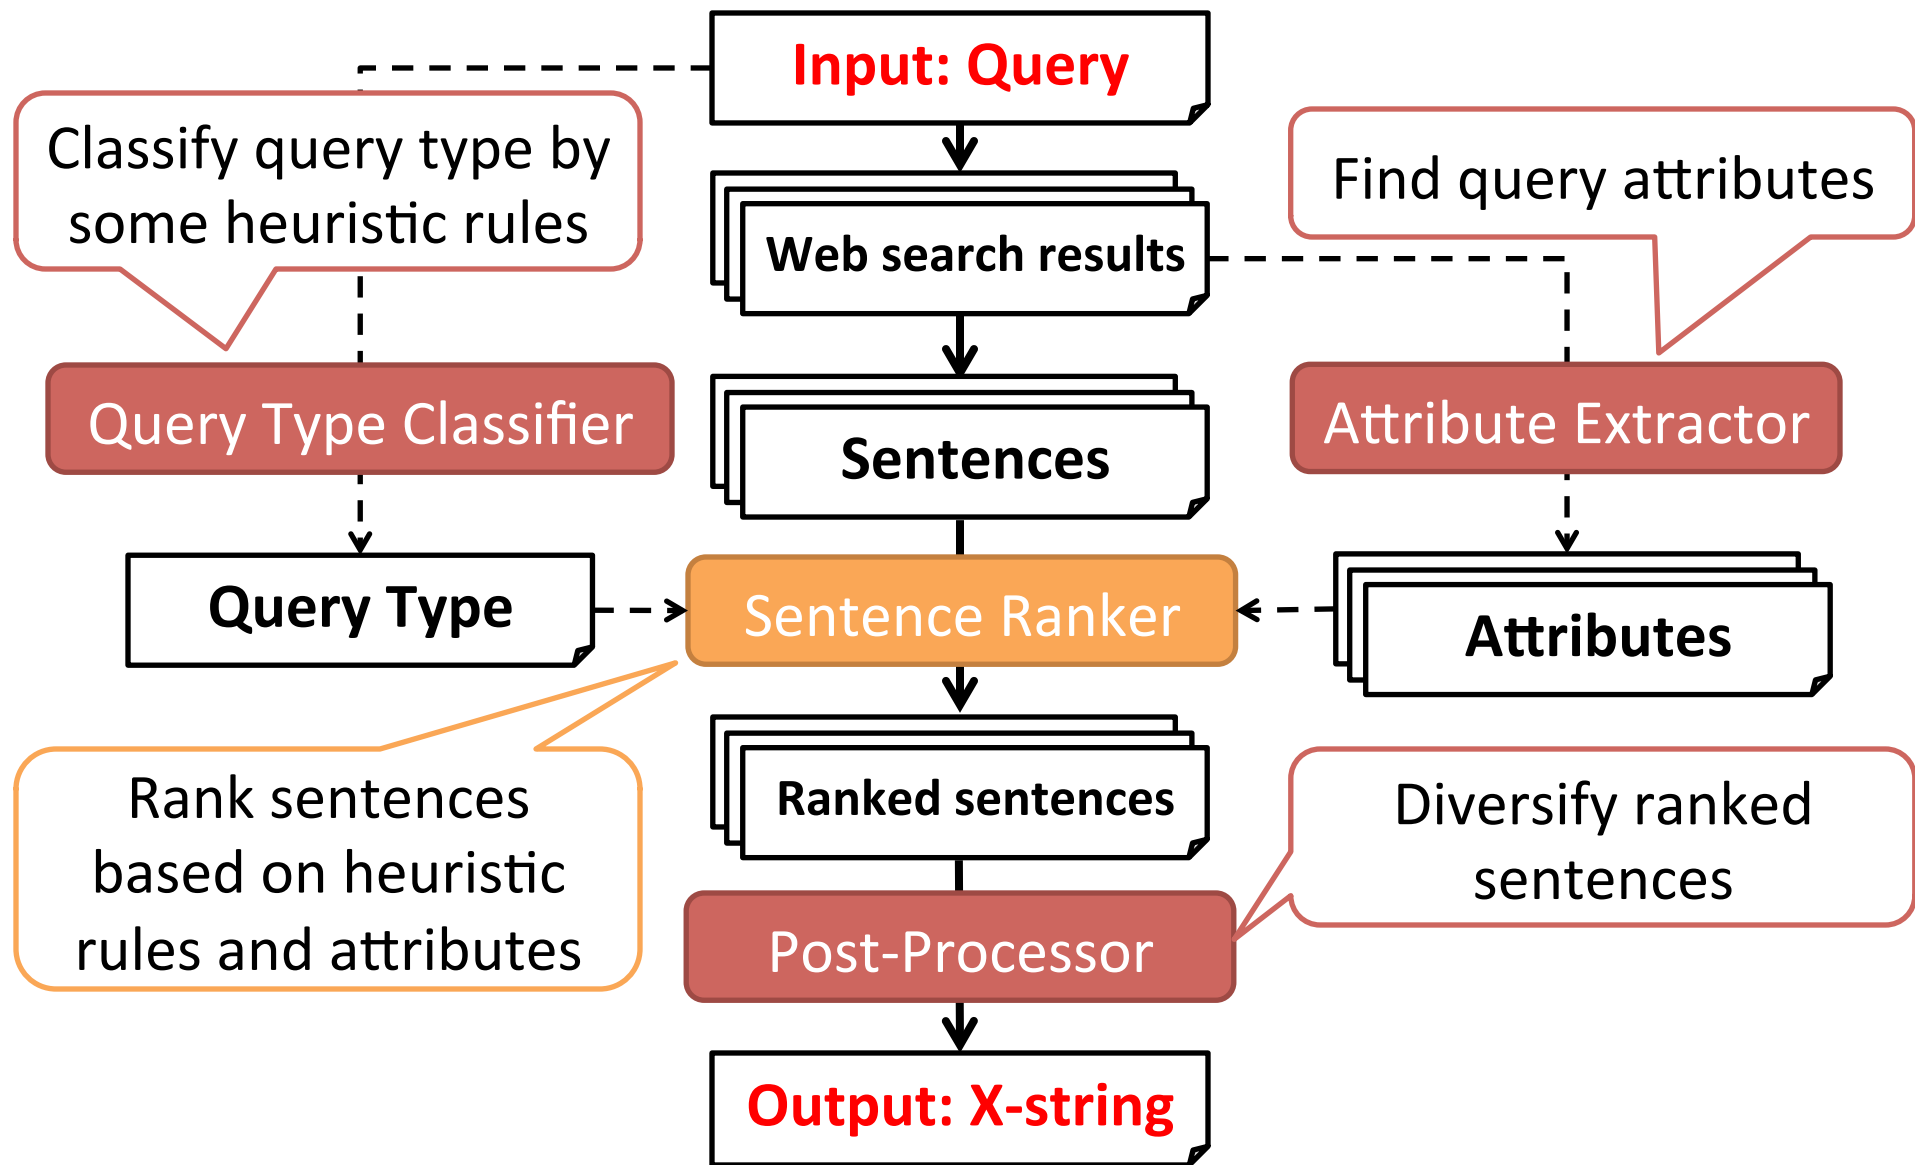 Input: Query
Classify query type by
some heuristic rules
Find query attributes
Web search results
Query Type Classifier
Sentences
Attribute Extractor
Query Type
Sentence Ranker
Attributes
Rank sentences
based on heuristic
rules and attributes
Ranked sentences
Diversify ranked
sentences
Post-Processor
Output: X-string